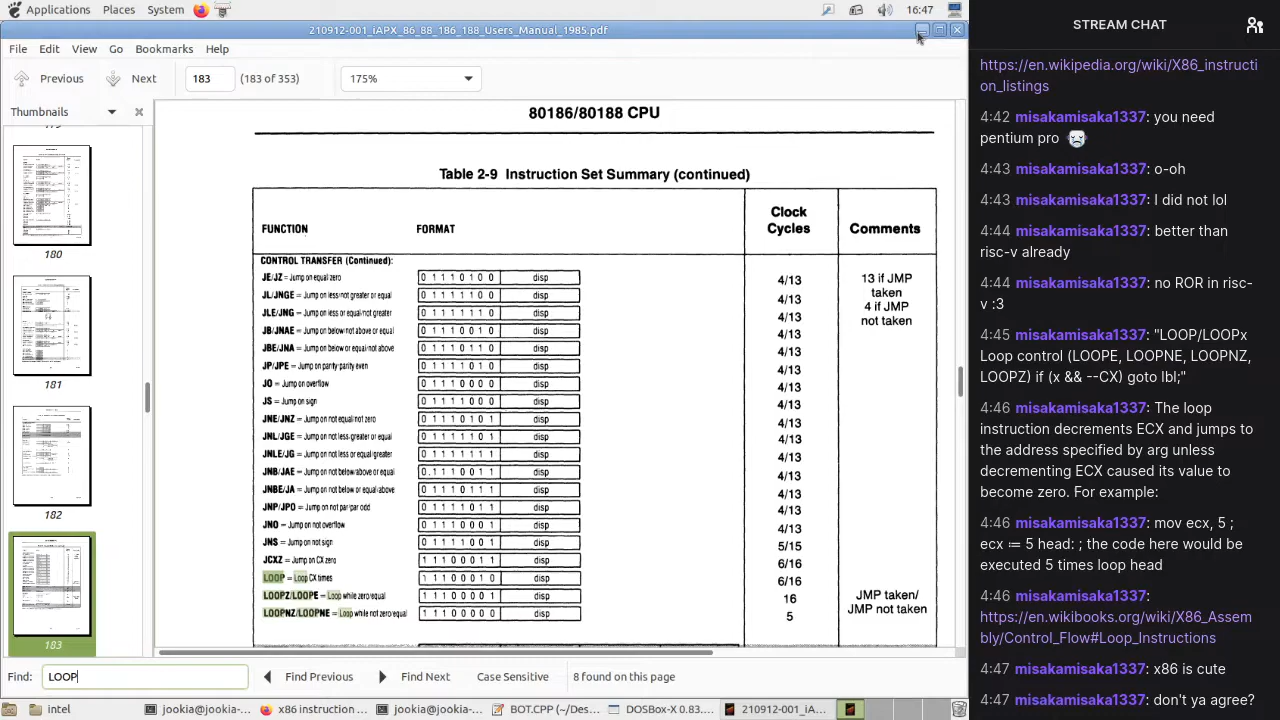 Applications Places System 16:47
210912-001_iAPX_86_88_186_188_Users_Manual_1985.pdf
File Edit View Go Bookmarks Help
Previous Next 183 (183 of 353) 175%
Thumbnails
180
181
182
183
80186/80188 CPU
Table 2-9 Instruction Set Summary (continued)
FUNCTION FORMAT Clock Cycles Comments
CONTROL TRANSFER (Continued):
JE/JZ = Jump on equal zero 0 1 1 1 0 1 0 0 disp 4/13 13 if JMP
JL/JNGE = Jump on less not greater or equal 0 1 1 1 1 1 0 0 disp 4/13 taken
JLE/JNG = Jump on less or equal not greater 0 1 1 1 1 1 1 0 disp 4/13 4 if JMP
JB/JNAE = Jump on below not above or equal 0 1 1 1 0 0 1 0 disp 4/13 not taken
JBE/JNA = Jump on below or equal not above 0 1 1 1 0 1 1 0 disp 4/13
JP/JPE = Jump on parity parity even 0 1 1 1 1 0 1 0 disp 4/13
JO = Jump on overflow 0 1 1 1 0 0 0 0 disp 4/13
JS = Jump on sign 0 1 1 1 1 0 0 0 disp 4/13
JNE/JNZ = Jump on not equal not zero 0 1 1 1 0 1 0 1 disp 4/13
JNL/JGE = Jump on not less greater or equal 0 1 1 1 1 1 0 1 disp 4/13
JNLE/JG = Jump on not less or equal greater 0 1 1 1 1 1 1 1 disp 4/13
JNB/JAE = Jump on not below above or equal 0 1 1 1 0 0 1 1 disp 4/13
JNBE/JA = Jump on not below or equal above 0 1 1 1 0 1 1 1 disp 4/13
JNP/JPO = Jump on not par par odd 0 1 1 1 1 0 1 1 disp 4/13
JNO = Jump on not overflow 0 1 1 1 0 0 0 1 disp 4/13
JNS = Jump on not sign 0 1 1 1 1 0 0 1 disp 5/15
JCXZ = Jump on CX zero 1 1 1 0 0 0 1 1 disp 6/16
LOOP = Loop CX times 1 1 1 0 0 0 1 0 disp 6/16
LOOPZ/LOOPE = Loop while zero equal 1 1 1 0 0 0 0 1 disp 16 JMP taken/
LOOPNZ/LOOPNE = Loop while not zero equal 1 1 1 0 0 0 0 0 disp 5 JMP not taken
Find: LOOP Find Previous Find Next Case Sensitive 8 found on this page
intel jookia@jookia-... x86 instruction ... jookia@jookia-... BOT.CPP (~/Des... DOSBox-X 0.83.... 210912-001_iA...
STREAM CHAT
https://en.wikipedia.org/wiki/X86_instructi
on_listings
4:42 misakamisaka1337: you need
pentium pro
4:43 misakamisaka1337: o-oh
4:43 misakamisaka1337: I did not lol
4:44 misakamisaka1337: better than
risc-v already
4:44 misakamisaka1337: no ROR in risc-
v :3
4:45 misakamisaka1337: "LOOP/LOOPx
Loop control (LOOPE, LOOPNE, LOOPNZ,
LOOPZ) if (x && --CX) goto lbl;"
4:46 misakamisaka1337: The loop
instruction decrements ECX and jumps to
the address specified by arg unless
decrementing ECX caused its value to
become zero. For example:
4:46 misakamisaka1337: mov ecx, 5 ;
ecx ≔ 5 head: ; the code here would be
executed 5 times loop head
4:46 misakamisaka1337:
https://en.wikibooks.org/wiki/X86_Assem
bly/Control_Flow#Loop_Instructions
4:47 misakamisaka1337: x86 is cute
4:47 misakamisaka1337: don't ya agree?